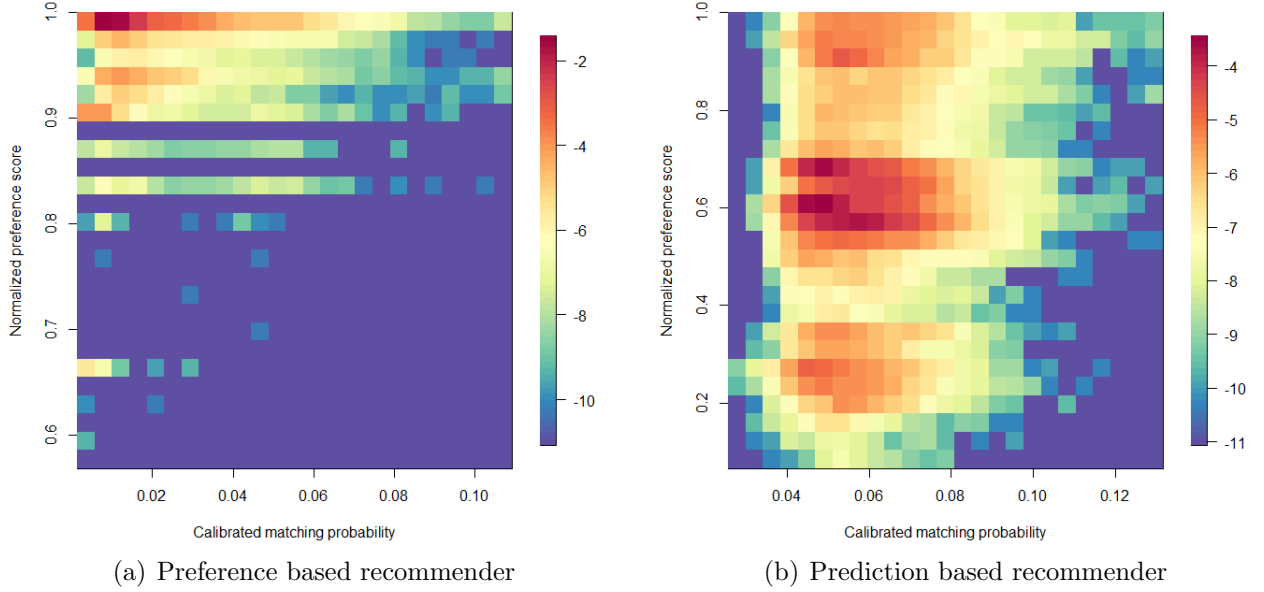 1.0
0.9
0.8
0.7
0.6
Normalized preference score
0.02 0.04 0.06 0.08 0.10
Calibrated matching probability
-2
-4
-6
-8
-10
(a) Preference based recommender
1.0
0.8
0.6
0.4
0.2
Normalized preference score
0.04 0.06 0.08 0.10 0.12
Calibrated matching probability
-4
-5
-6
-7
-8
-9
-10
-11
(b) Prediction based recommender